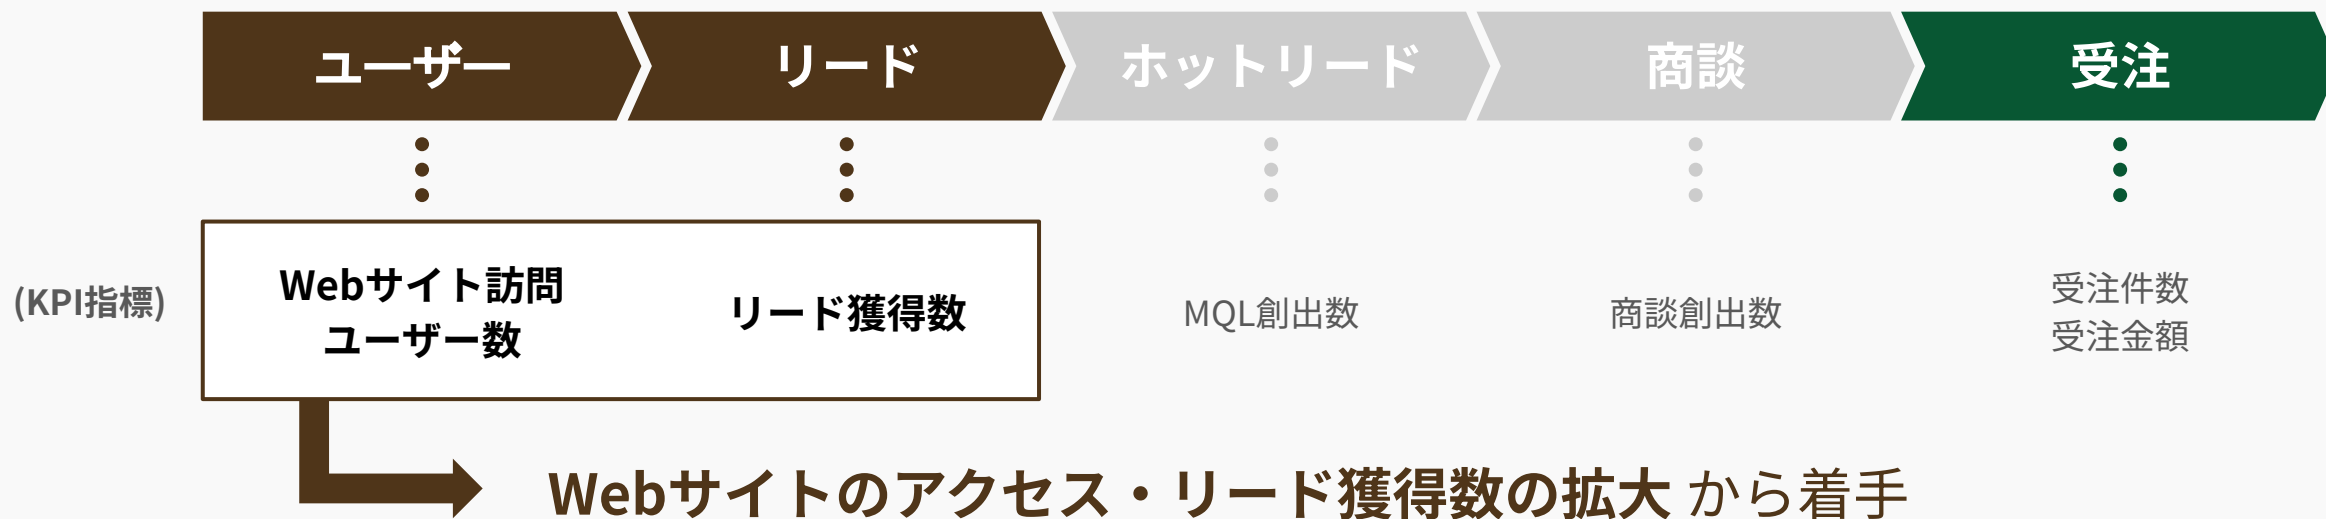 ユーザー
リード
ホットリード
商談
受注
(KPI指標)
Webサイト訪問
ユーザー数
リード獲得数
MQL創出数
商談創出数
受注件数
受注金額
Webサイトのアクセス・リード獲得数の拡大 から着手